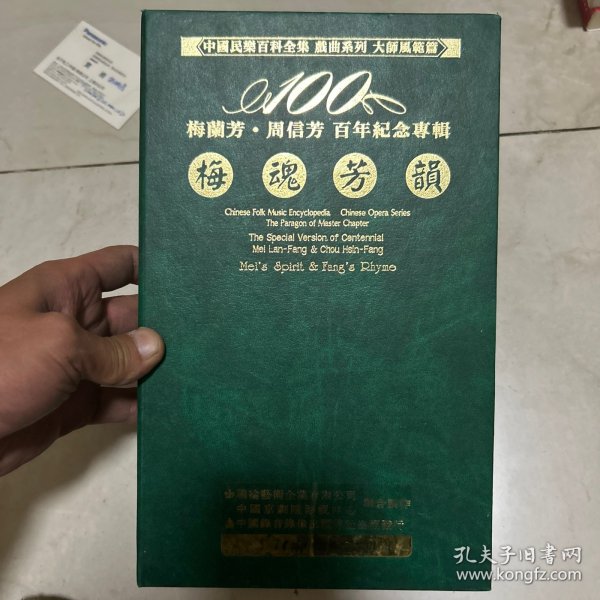 Panasonic
中國民樂百科全集 戲曲系列 大師風範篇
100
梅蘭芳·周信芳 百年紀念專輯
梅魂芳韻
Chinese Folk Music Encyclopedia Chinese Opera Series
The Paragon of Master Chapter
The Special Version of Centennial
Mei Lan-Fang & Chou Hsin-Fang
Mei's Spirit & Fang's Rhyme
孔夫子旧书网
www.kongfz.com